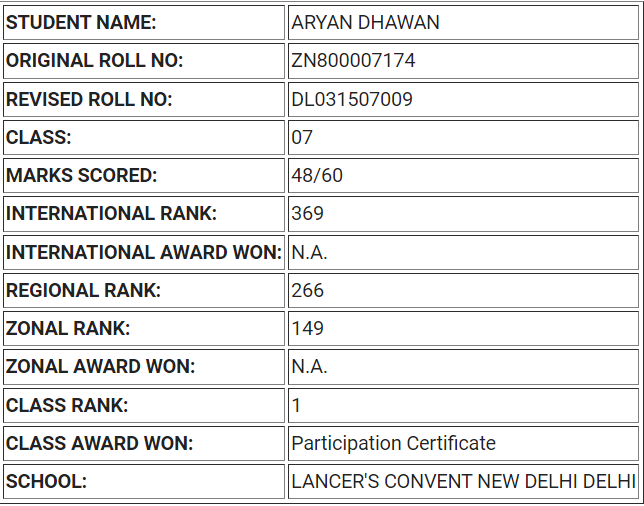 STUDENT NAME: ARYAN DHAWAN
ORIGINAL ROLL NO: ZN800007174
REVISED ROLL NO: DL031507009
CLASS: 07
MARKS SCORED: 48/60
INTERNATIONAL RANK: 369
INTERNATIONAL AWARD WON: N.A.
REGIONAL RANK: 266
ZONAL RANK: 149
ZONAL AWARD WON: N.A.
CLASS RANK: 1
CLASS AWARD WON: Participation Certificate
SCHOOL: LANCER'S CONVENT NEW DELHI DELHI